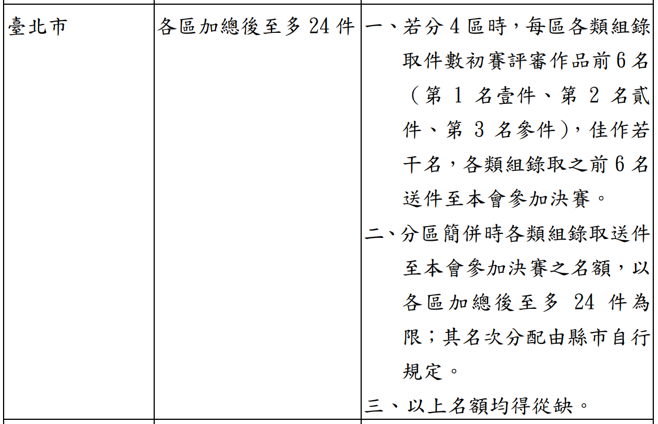 臺北市
各區加總後至多 24 件
一、若分 4 區時，每區各類組錄
取件數初賽評審作品前 6 名
（第 1 名壹件、第 2 名貳
件、第 3 名參件），佳作若
干名，各類組錄取之前 6 名
送件至本會參加決賽。
二、分區簡併時各類組錄取送件
至本會參加決賽之名額，以
各區加總後至多 24 件為
限；其名次分配由縣市自行
規定。
三、以上名額均得從缺。